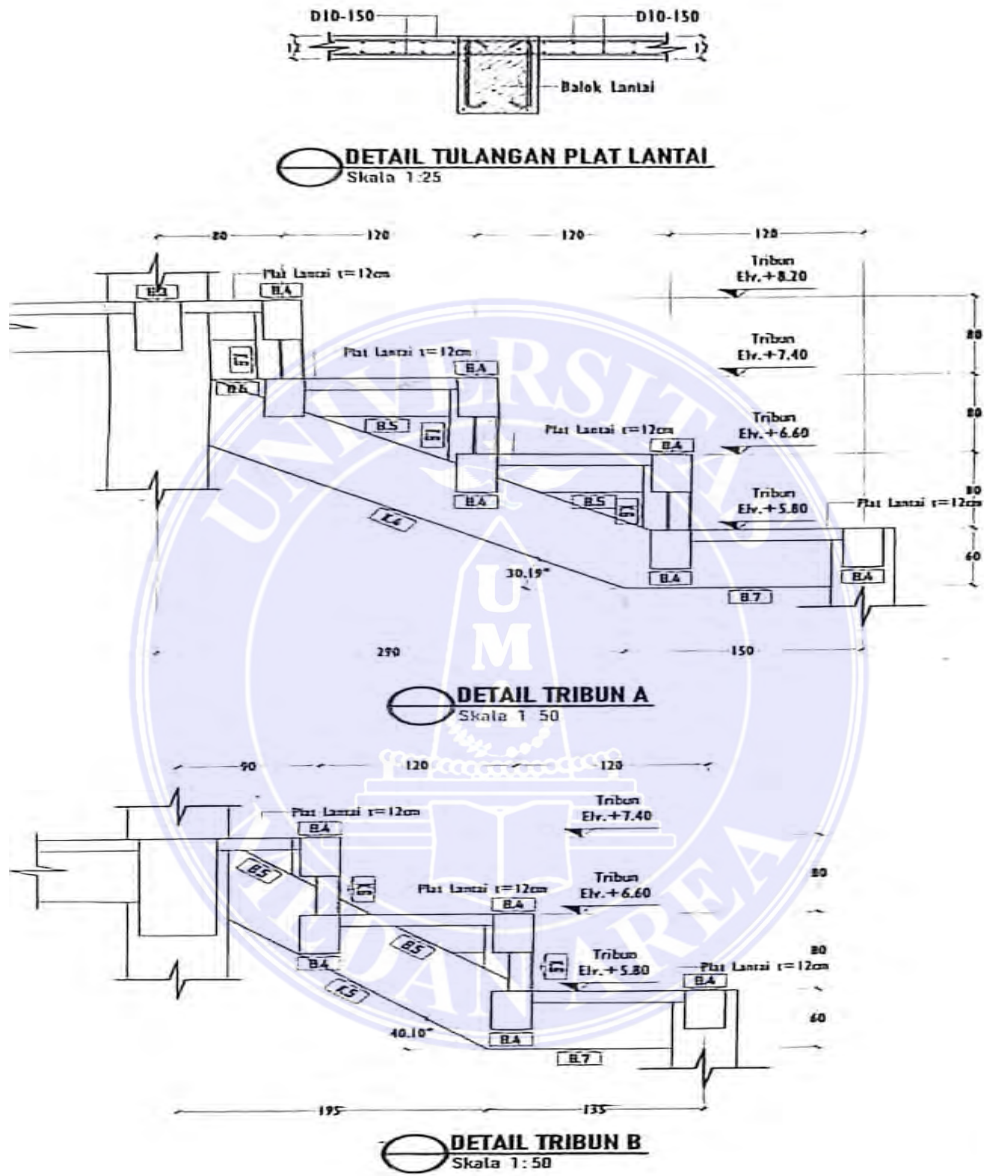 D10-150 D10-150
12 12
Balok Lantai
DETAIL TULANGAN PLAT LANTAI
Skala 1:25
80 120 120 120
Tribun
Elv.+8.20
Plat Lantai t=12cm
B.4
80
Tribun
Elv.+7.40
Plat Lantai t=12cm
B.4
B.6
80
Tribun
Elv.+6.60
B.5
Plat Lantai t=12cm
B.4
80
Tribun
Elv.+5.80
Plat Lantai t=12cm
B.4
B.5
K.4
60
30.19°
B.4
B.4
B.7
290 150
DETAIL TRIBUN A
Skala 1 50
90 120 120
Tribun
Elv.+7.40
Plat Lantai t=12cm
B.4
80
B.5
Tribun
Elv.+6.60
Plat Lantai t=12cm
B.4
80
B.5
B.4
Tribun
Elv.+5.80
Plat Lantai t=12cm
B.4
K.5
60
40.10°
B.4
B.7
195 135
DETAIL TRIBUN B
Skala 1:50
UNIVERSITAS
MEDAN AREA
UMA